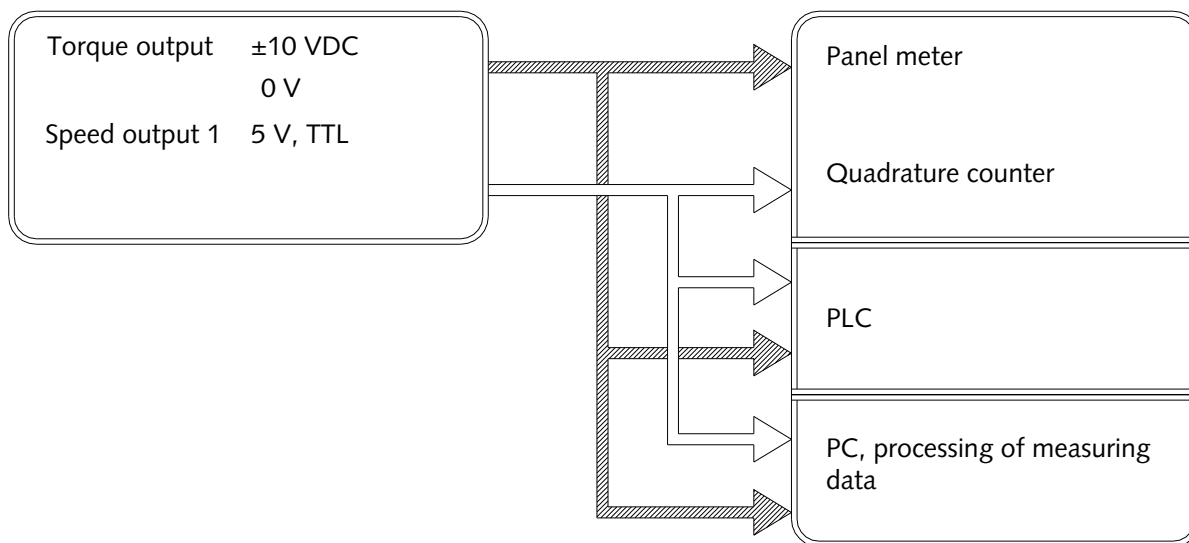 Torque output ±10 VDC
0 V
Speed output 1 5 V, TTL
Panel meter
Quadrature counter
PLC
PC, processing of measuring
data